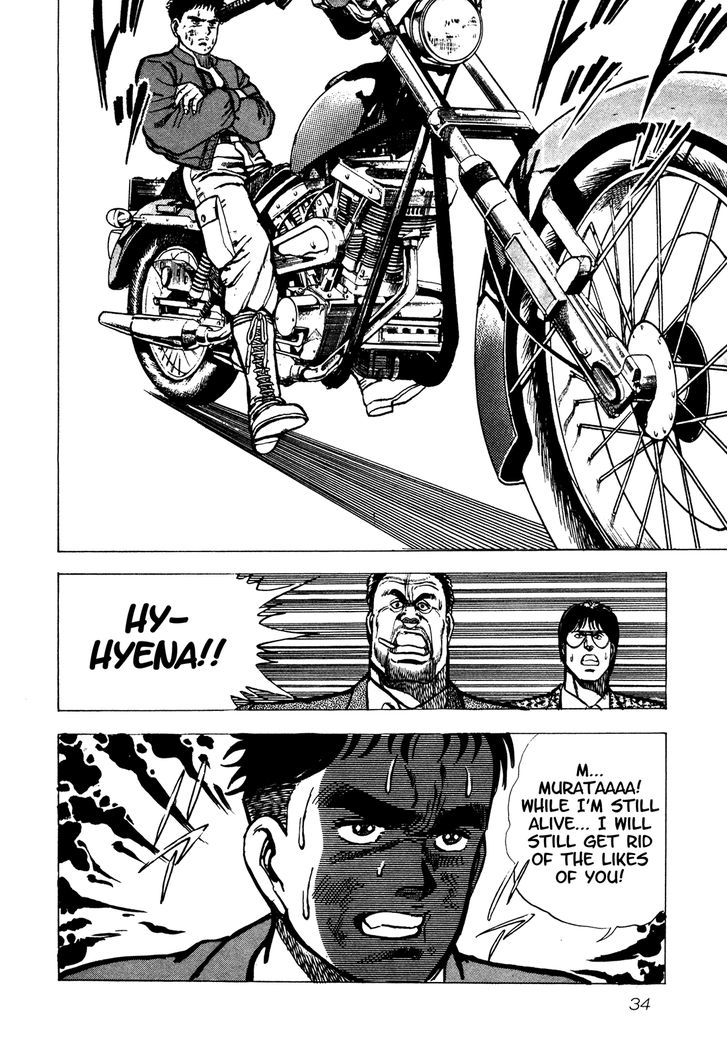 HY-
HYENA!!
M...
MURATAAAA!
WHILE I'M STILL
ALIVE... I WILL
STILL GET RID
OF THE LIKES
OF YOU!
34